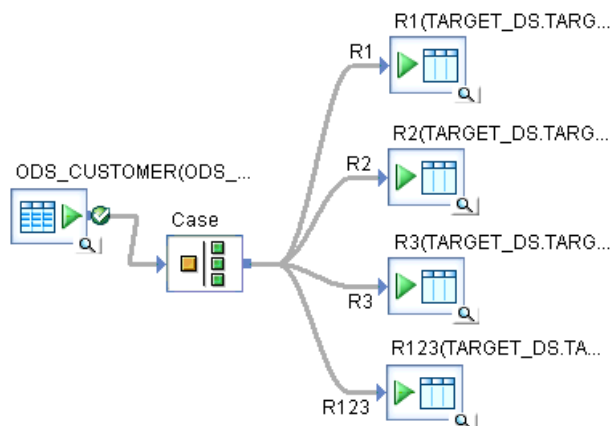 R1(TARGET_DS.TARG...
R1
R2(TARGET_DS.TARG...
R2
ODS_CUSTOMER(ODS_...
Case
R3(TARGET_DS.TARG...
R3
R123(TARGET_DS.TA...
R123